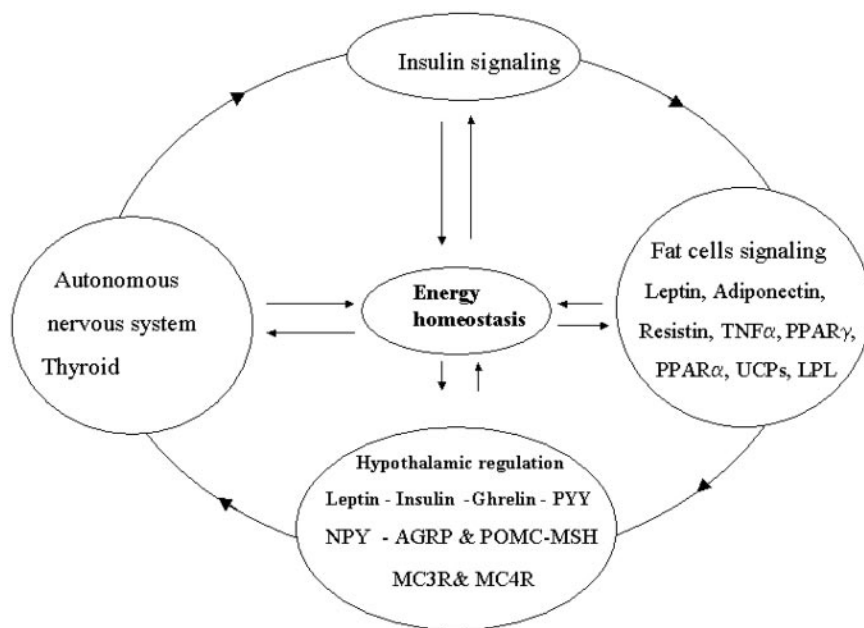 Insulin signaling
Autonomous
nervous system
Thyroid
Energy
homeostasis
Fat cells signaling
Leptin, Adiponectin,
Resistin, TNFα, PPARγ,
PPARα, UCPs, LPL
Hypothalamic regulation
Leptin - Insulin -Ghrelin - PYY
NPY - AGRP & POMC-MSH
MC3R& MC4R